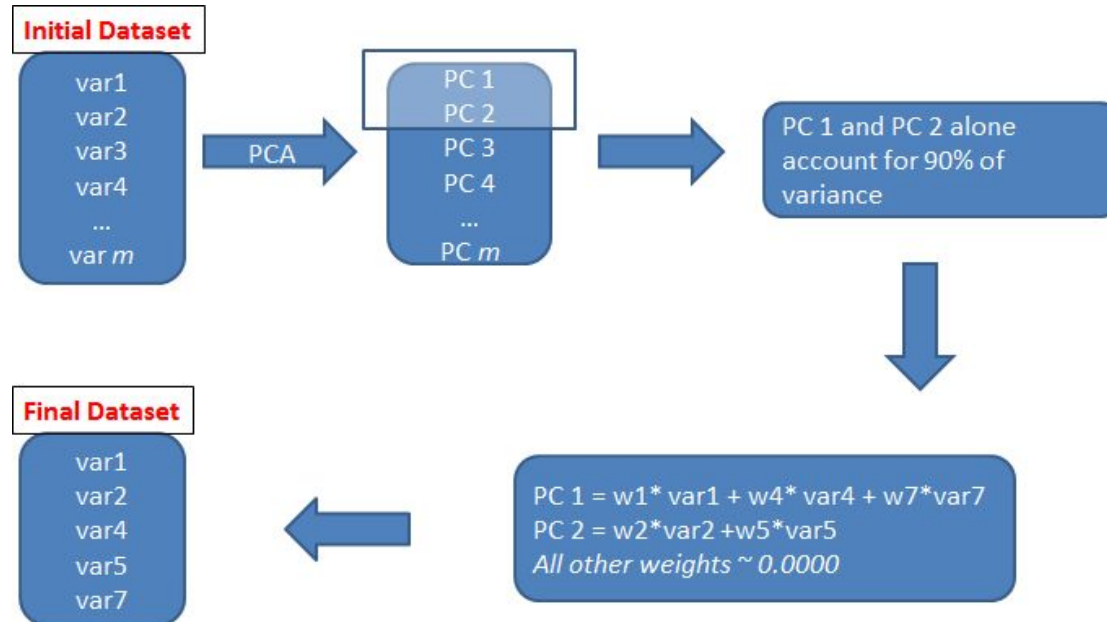 Initial Dataset
var1
var2
var3
var4
...
var m
PCA
PC 1
PC 2
PC 3
PC 4
...
PC m
PC 1 and PC 2 alone
account for 90% of
variance
PC 1 = w1* var1 + w4* var4 + w7*var7
PC 2 = w2*var2 +w5*var5
All other weights ~ 0.0000
Final Dataset
var1
var2
var4
var5
var7